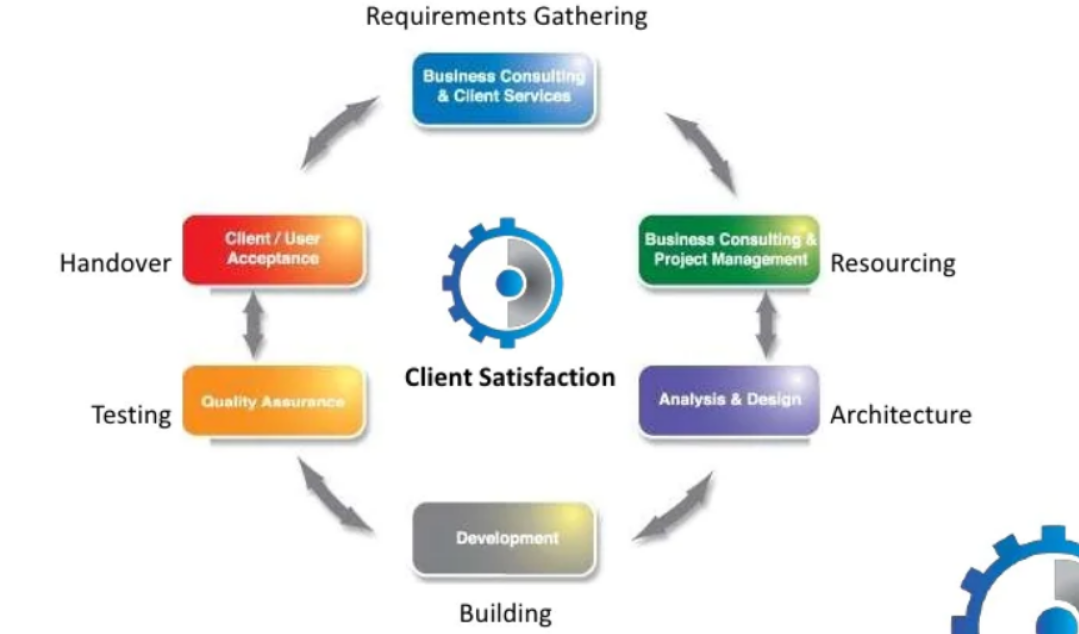 Requirements Gathering
Business Consulting
& Client Services
Client / User
Acceptance
Handover
Business Consulting &
Project Management
Resourcing
Client Satisfaction
Quality Assurance
Testing
Analysis & Design
Architecture
Development
Building